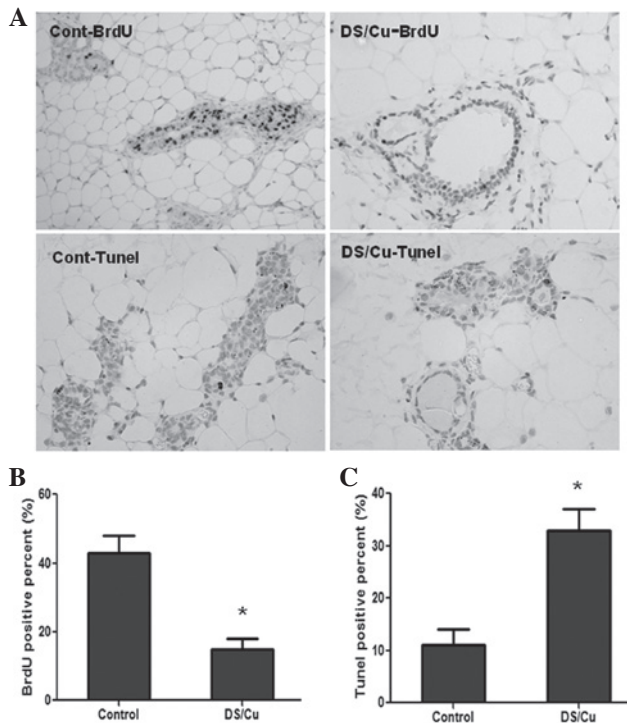 A
Cont-BrdU
DS/Cu-BrdU
Cont-Tunel
DS/Cu-Tunel
B
BrdU positive percent (%)
60
40
20
0
*
Control
DS/Cu
C
Tunel positive percent (%)
40
30
20
10
0
*
Control
DS/Cu